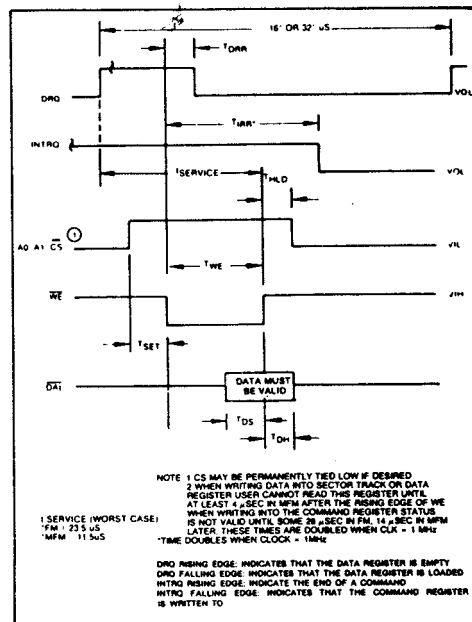 16* OR 32* uS
TDRR
DRQ
VOL
TIRR*
INTRQ
VOL
tSERVICE
THLD
A0 A1 CS 1
VIL
TWE
WE
VIH
TSET
DAL
DATA MUST
BE VALID
TDS
TDH
NOTE 1 CS MAY BE PERMANENTLY TIED LOW IF DESIRED
2 WHEN WRITING DATA INTO SECTOR TRACK OR DATA
REGISTER USER CANNOT READ THIS REGISTER UNTIL
AT LEAST 4 µSEC IN MFM AFTER THE RISING EDGE OF WE
WHEN WRITING INTO THE COMMAND REGISTER STATUS
IS NOT VALID UNTIL SOME 28 µSEC IN FM, 14 µSEC IN MFM
LATER. THESE TIMES ARE DOUBLED WHEN CLK = 1 MHz
*TIME DOUBLES WHEN CLOCK = 1MHz
t SERVICE (WORST CASE)
*FM = 23.5 uS
*MFM 11.5uS
DRQ RISING EDGE: INDICATES THAT THE DATA REGISTER IS EMPTY
DRQ FALLING EDGE: INDICATES THAT THE DATA REGISTER IS LOADED
INTRQ RISING EDGE: INDICATE THE END OF A COMMAND
INTRQ FALLING EDGE: INDICATES THAT THE COMMAND REGISTER
IS WRITTEN TO